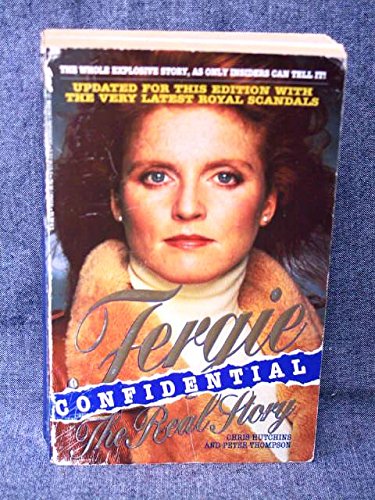 THE WHOLE EXPLOSIVE STORY, AS ONLY INSIDERS CAN TELL IT!
UPDATED FOR THIS EDITION WITH
THE VERY LATEST ROYAL SCANDALS
Fergie
CONFIDENTIAL
The Real Story
CHRIS HUTCHINS
AND PETER THOMPSON